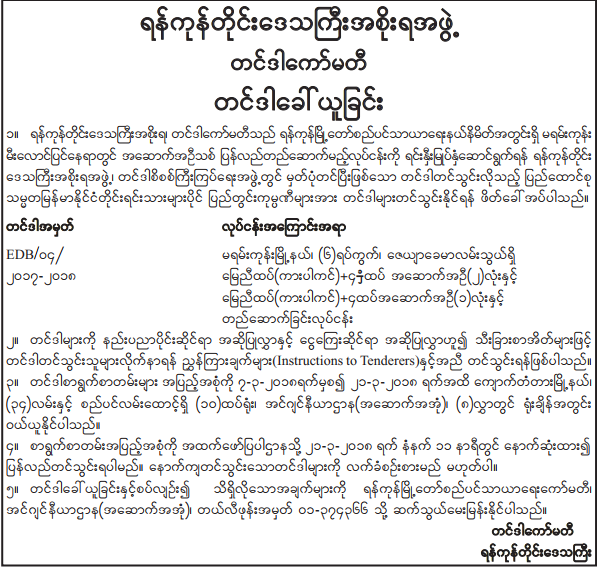 ရန်ကုန်တိုင်းဒေသကြီးအစိုးရအဖွဲ့
တင်ဒါကော်မတီ
တင်ဒါခေါ်ယူခြင်း
၁။ ရန်ကုန်တိုင်းဒေသကြီးအစိုးရ၊ တင်ဒါကော်မတီသည် ရန်ကုန်မြို့တော်စည်ပင်သာယာရေးနယ်နိမိတ်အတွင်းရှိ မရမ်းကုန်း
မီးလောင်ပြင်နေရာတွင် အဆောက်အဦသစ် ပြန်လည်တည်ဆောက်မည့်လုပ်ငန်းကို ရင်းနှီးမြှုပ်နှံဆောင်ရွက်ရန် ရန်ကုန်တိုင်း
ဒေသကြီးအစိုးရအဖွဲ့၊ တင်ဒါစိစစ်ကြီးကြပ်ရေးအဖွဲ့တွင် မှတ်ပုံတင်ပြီးဖြစ်သော တင်ဒါတင်သွင်းလိုသည့် ပြည်ထောင်စု
သမ္မတမြန်မာနိုင်ငံတိုင်းရင်းသားများပိုင် ပြည်တွင်းကုမ္ပဏီများအား တင်ဒါများတင်သွင်းနိုင်ရန် ဖိတ်ခေါ်အပ်ပါသည်။
တင်ဒါအမှတ် လုပ်ငန်းအကြောင်းအရာ
EDB/၀၄/ မရမ်းကုန်းမြို့နယ်၊ (၆)ရပ်ကွက်၊ ဇေယျာခေမာလမ်းသွယ်ရှိ
၂၀၁၇-၂၀၁၈ မြေညီထပ်(ကားပါကင်)+၄ဒုံထပ် အဆောက်အဦ(၂)လုံးနှင့်
မြေညီထပ်(ကားပါကင်)+၄ထပ်အဆောက်အဦ(၁)လုံးနှင့်
တည်ဆောက်ခြင်းလုပ်ငန်း
၂။ တင်ဒါများကို နည်းပညာပိုင်းဆိုင်ရာ အဆိုပြုလွှာနှင့် ငွေကြေးဆိုင်ရာ အဆိုပြုလွှာဟူ၍ သီးခြားစာအိတ်များဖြင့်
တင်ဒါတင်သွင်းသူများလိုက်နာရန် ညွှန်ကြားချက်များ(Instructions to Tenderers)နှင့်အညီ တင်သွင်းရန်ဖြစ်ပါသည်။
၃။ တင်ဒါစာရွက်စာတမ်းများ အပြည့်အစုံကို ၇-၃-၂၀၁၈ရက်မှစ၍ ၂၀-၃-၂၀၁၈ ရက်အထိ ကျောက်တံတားမြို့နယ်၊
(၃၄)လမ်းနှင့် စည်ပင်လမ်းထောင့်ရှိ (၁၀)ထပ်ရုံး၊ အင်ဂျင်နီယာဌာန(အဆောက်အအုံ)၊ (၈)လွှာတွင် ရုံးချိန်အတွင်း
ဝယ်ယူနိုင်ပါသည်။
၄။ စာရွက်စာတမ်းအပြည့်အစုံကို အထက်ဖော်ပြပါဌာနသို့ ၂၁-၃-၂၀၁၈ ရက် နံနက် ၁၁ နာရီတွင် နောက်ဆုံးထား၍
ပြန်လည်တင်သွင်းရပါမည်။ နောက်ကျတင်သွင်းသောတင်ဒါများကို လက်ခံစဉ်းစားမည် မဟုတ်ပါ။
၅။ တင်ဒါခေါ်ယူခြင်းနှင့်စပ်လျဉ်း၍ သိရှိလိုသောအချက်များကို ရန်ကုန်မြို့တော်စည်ပင်သာယာရေးကော်မတီ၊
အင်ဂျင်နီယာဌာန(အဆောက်အအုံ)၊ တယ်လီဖုန်းအမှတ် ၀၁-၃၇၄၃၆၆ သို့ ဆက်သွယ်မေးမြန်းနိုင်ပါသည်။
တင်ဒါကော်မတီ
ရန်ကုန်တိုင်းဒေသကြီး